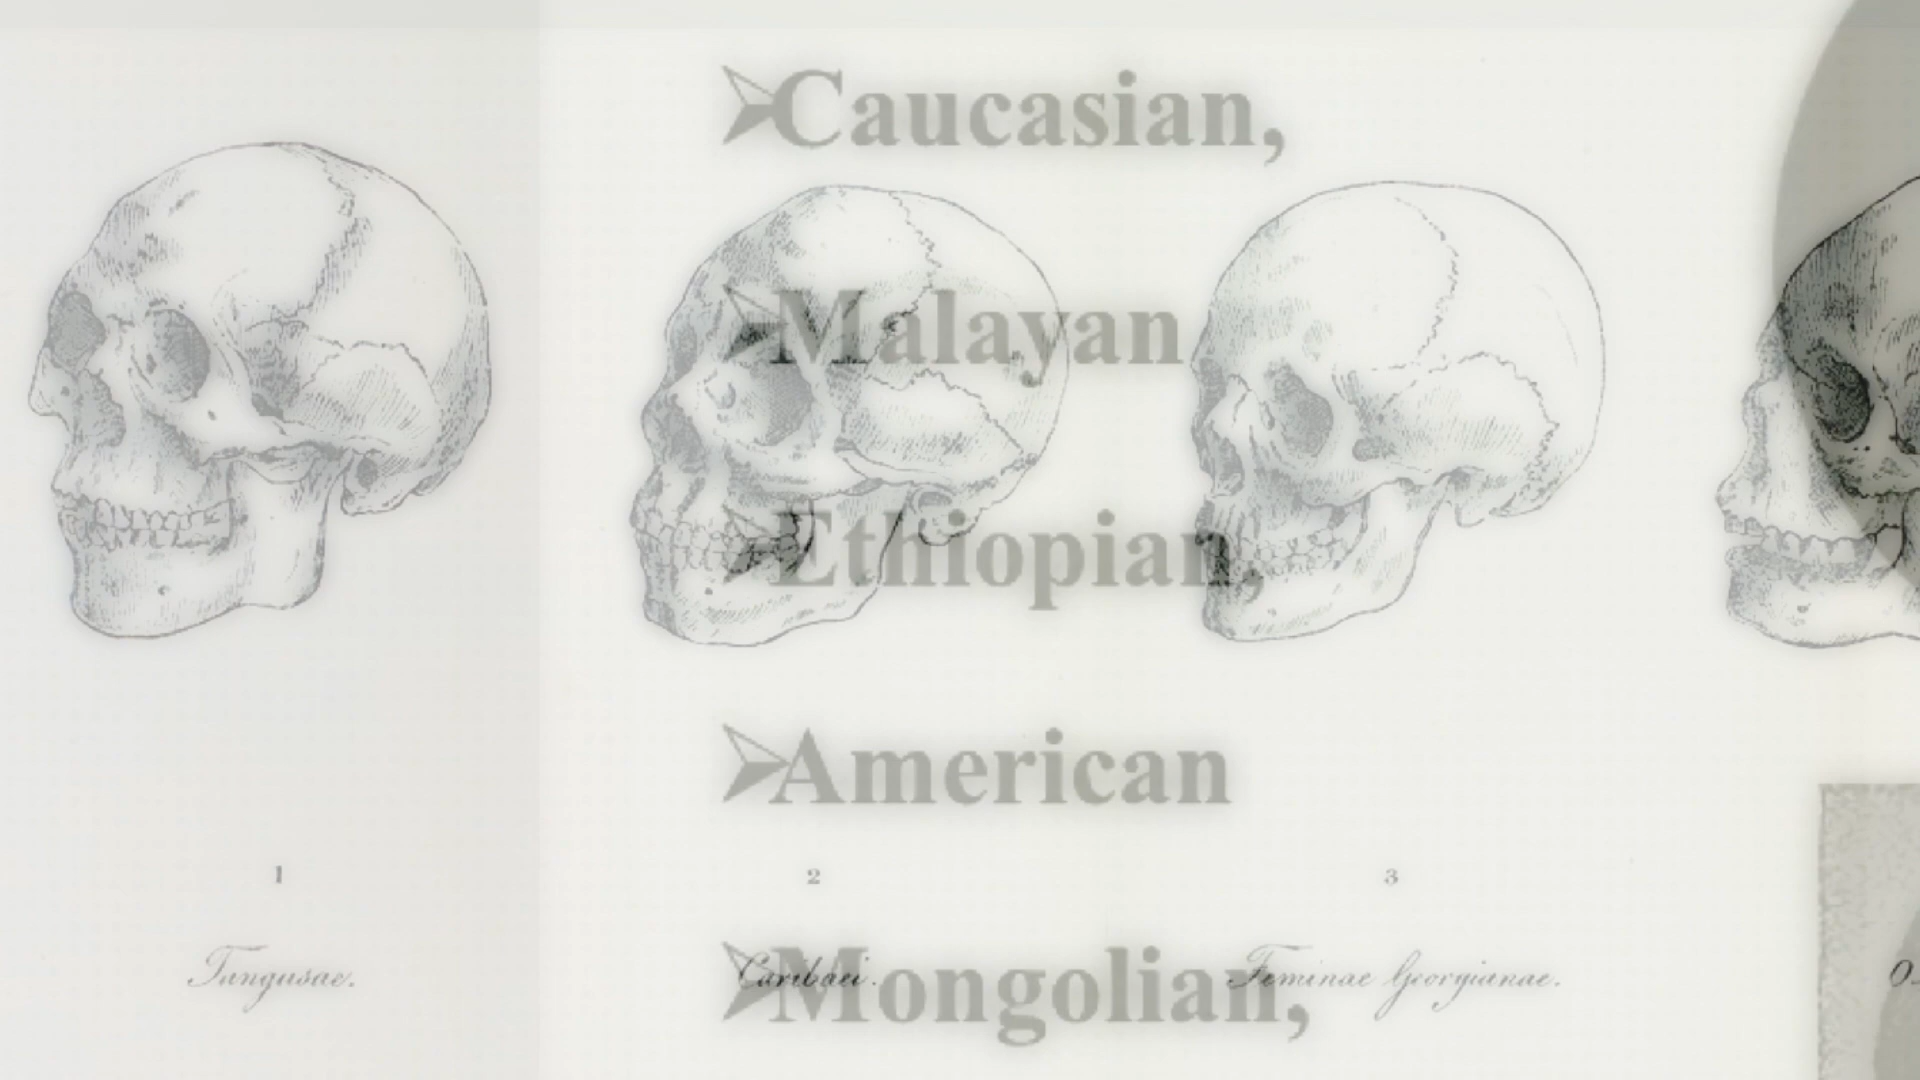 Caucasian,
Malayan
Ethiopian,
American
1
2
3
Mongolian,
Tungusae.
Caribaei.
Feminae Georgianae.